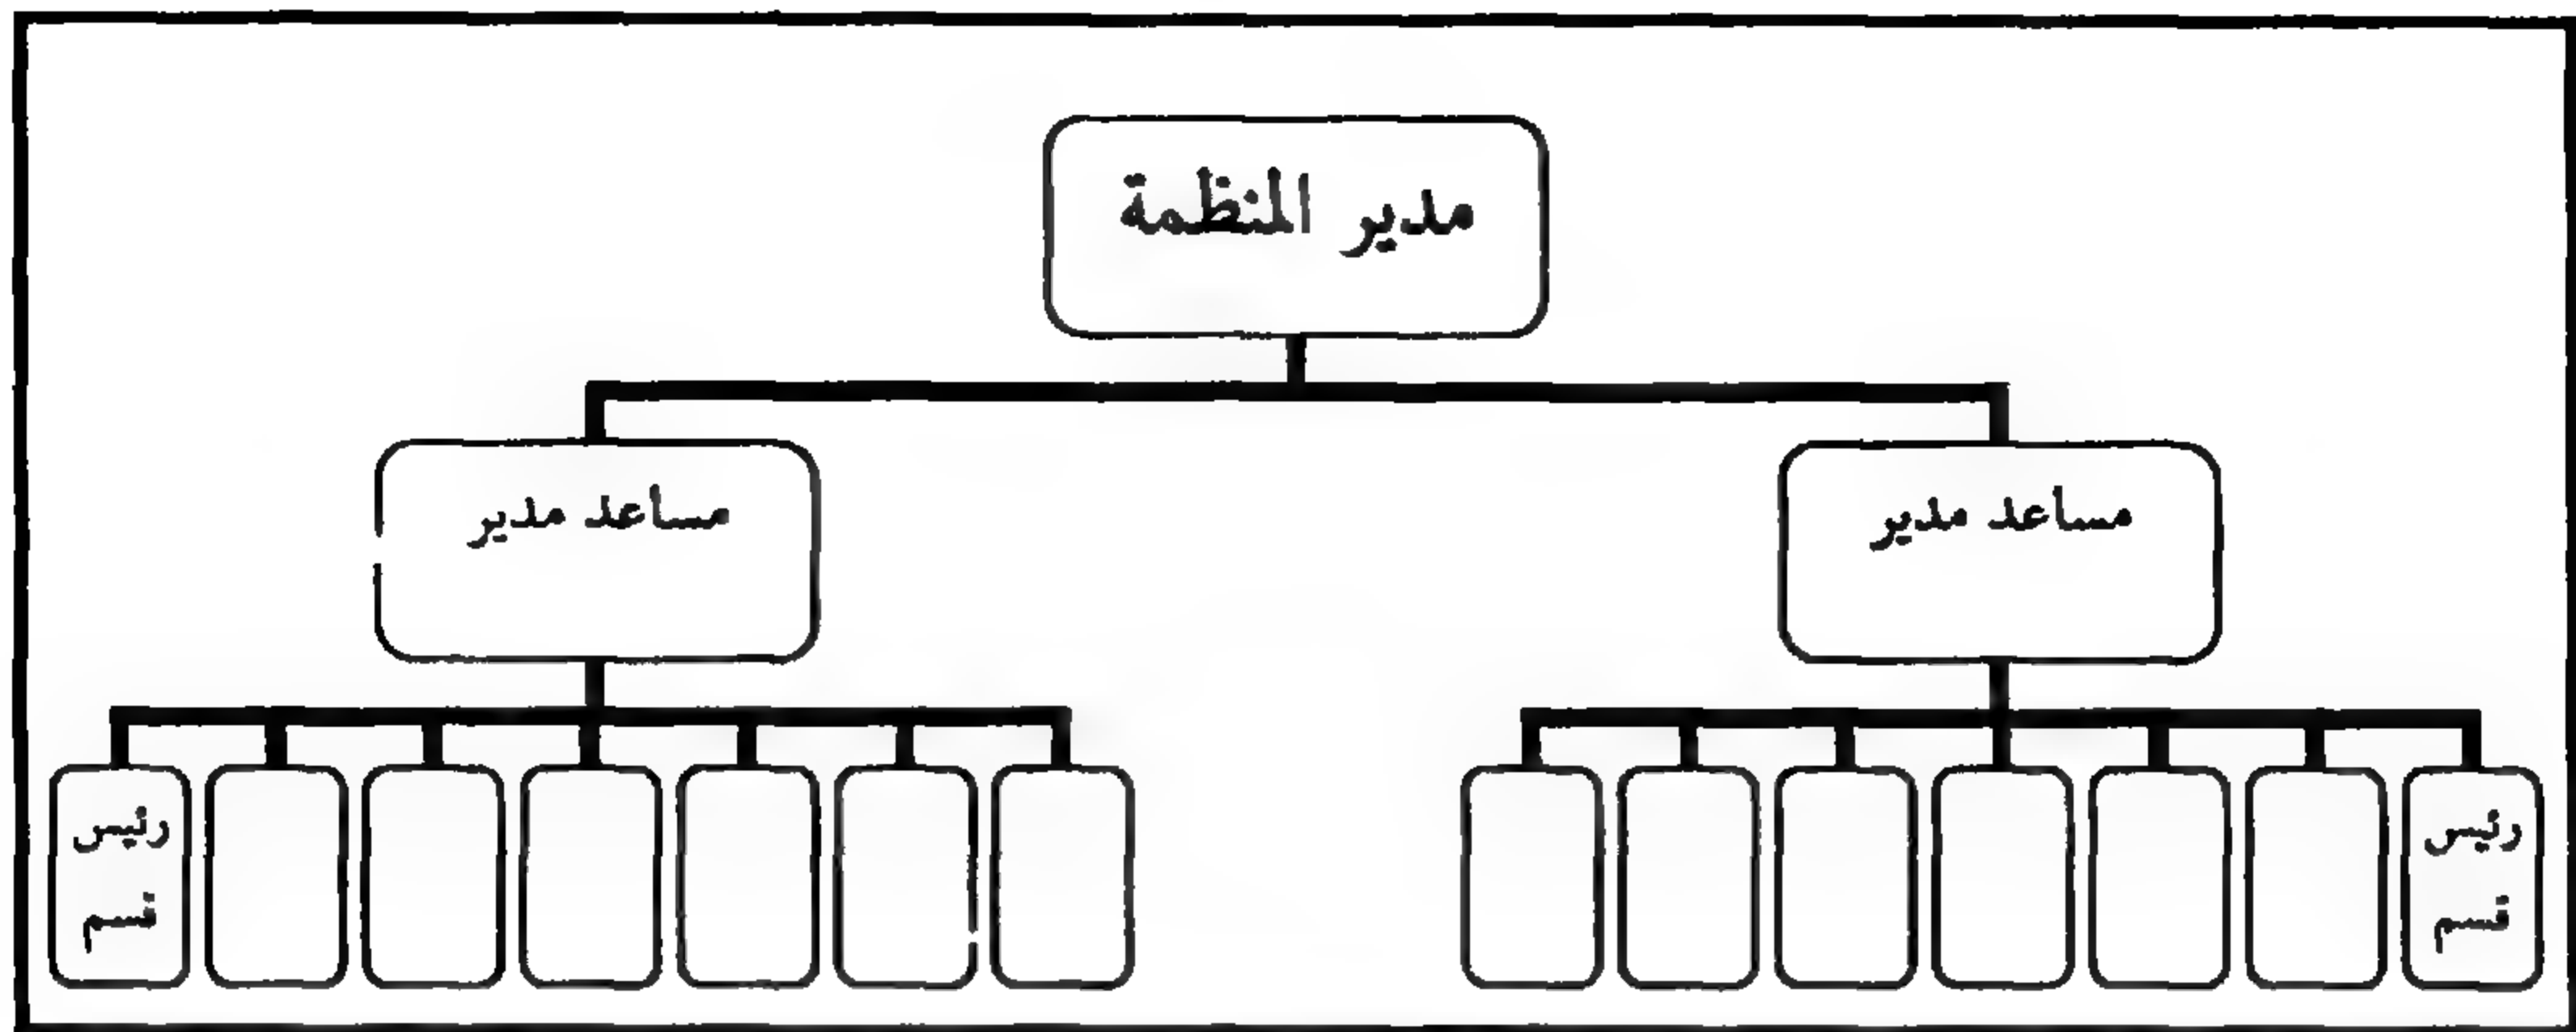 مدير المنظمة
مساعد مدير
مساعد مدير
رئيس
قسم
رئيس
قسم